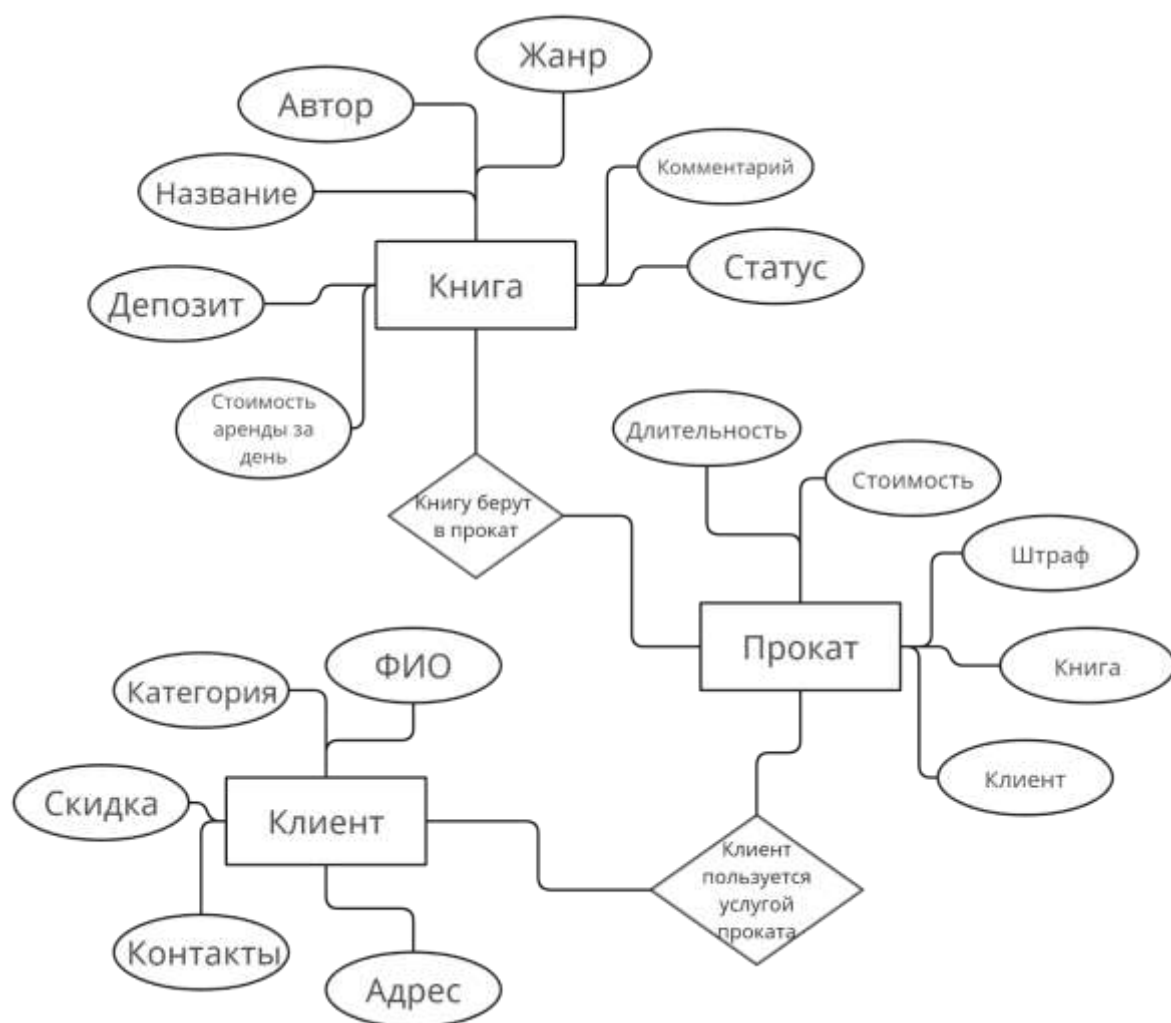 Жанр
Автор
Комментарий
Название
Статус
Книга
Депозит
Стоимость
аренды за
день
Длительность
Стоимость
Книгу берут
в прокат
Штраф
Прокат
Книга
ФИО
Категория
Клиент
Скидка
Клиент
Клиент
пользуется
услугой
проката
Контакты
Адрес